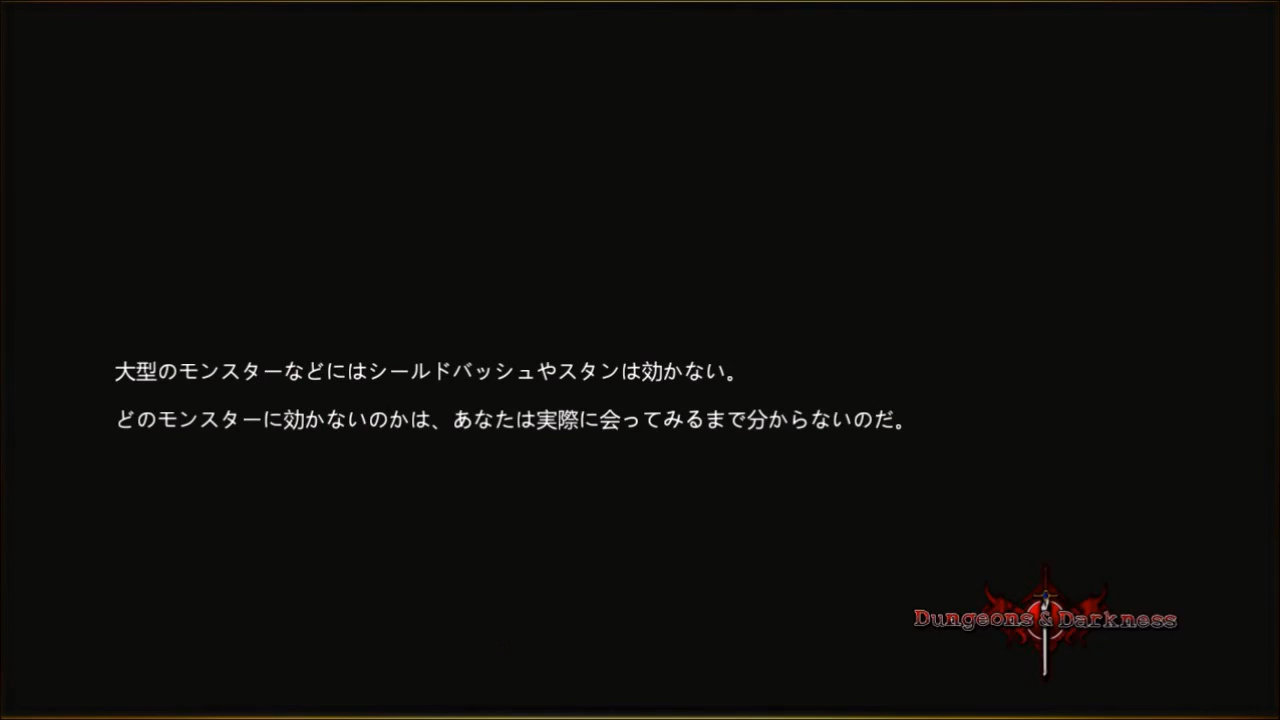 大型のモンスターなどにはシールドバッシュやスタンは効かない。
どのモンスターに効かないのかは、あなたは実際に会ってみるまで分からないのだ。
Dungeons & Darkness